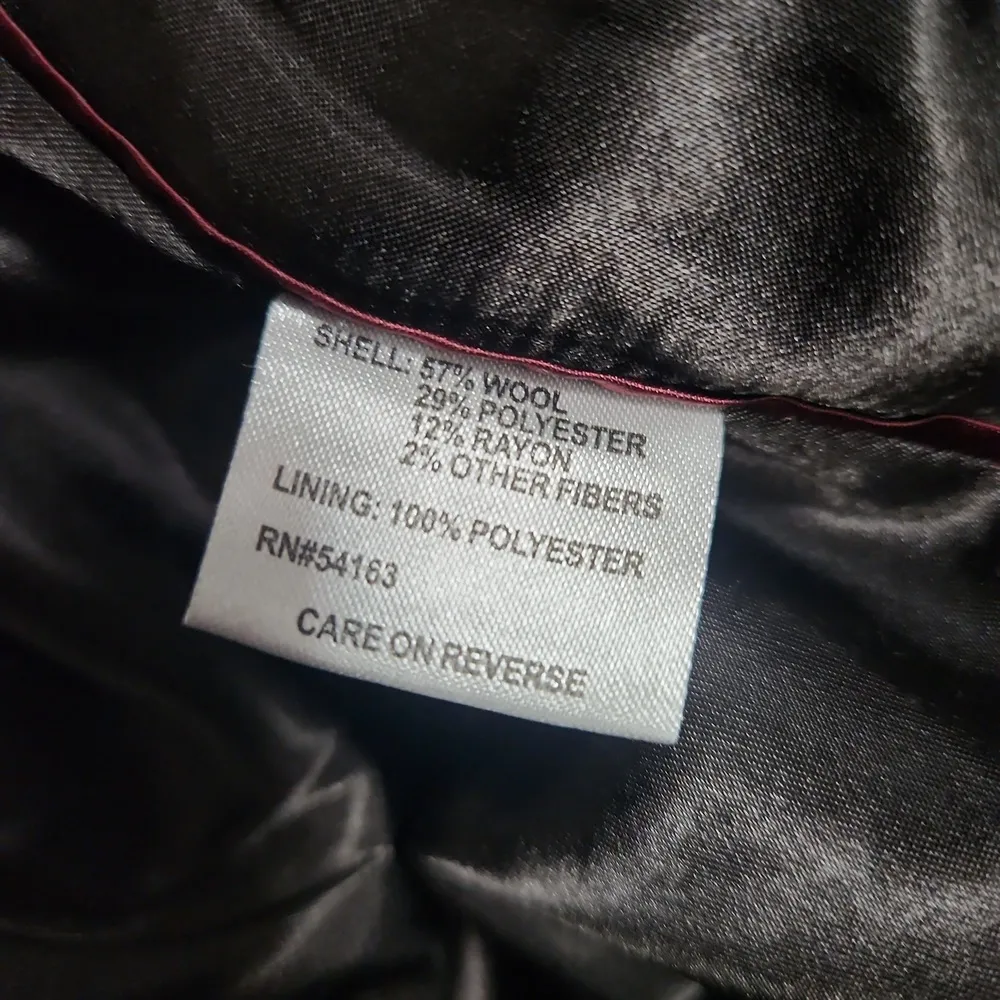 SHELL: 57% WOOL
29% POLYESTER
12% RAYON
2% OTHER FIBERS
LINING: 100% POLYESTER
RN#54163
CARE ON REVERSE